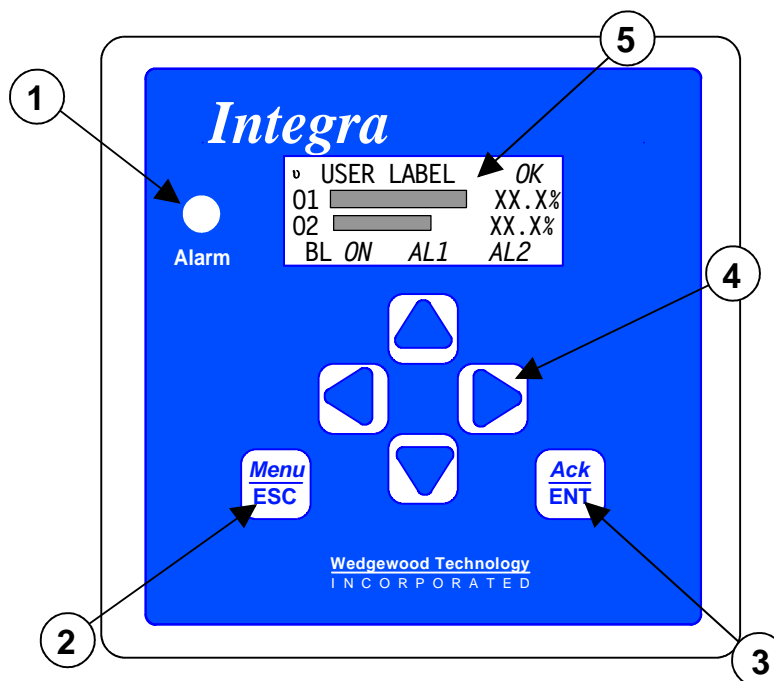 5
1
Integra
υ USER LABEL OK
01 XX.X%
02 XX.X%
BL ON AL1 AL2
Alarm
4
Menu
ESC
Ack
ENT
Wedgewood Technology
INCORPORATED
2
3